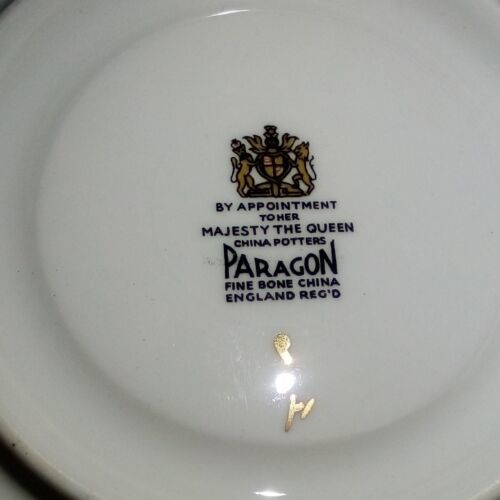 BY APPOINTMENT
TO HER
MAJESTY THE QUEEN
CHINA POTTERS
PARAGON
FINE BONE CHINA
ENGLAND REG'D